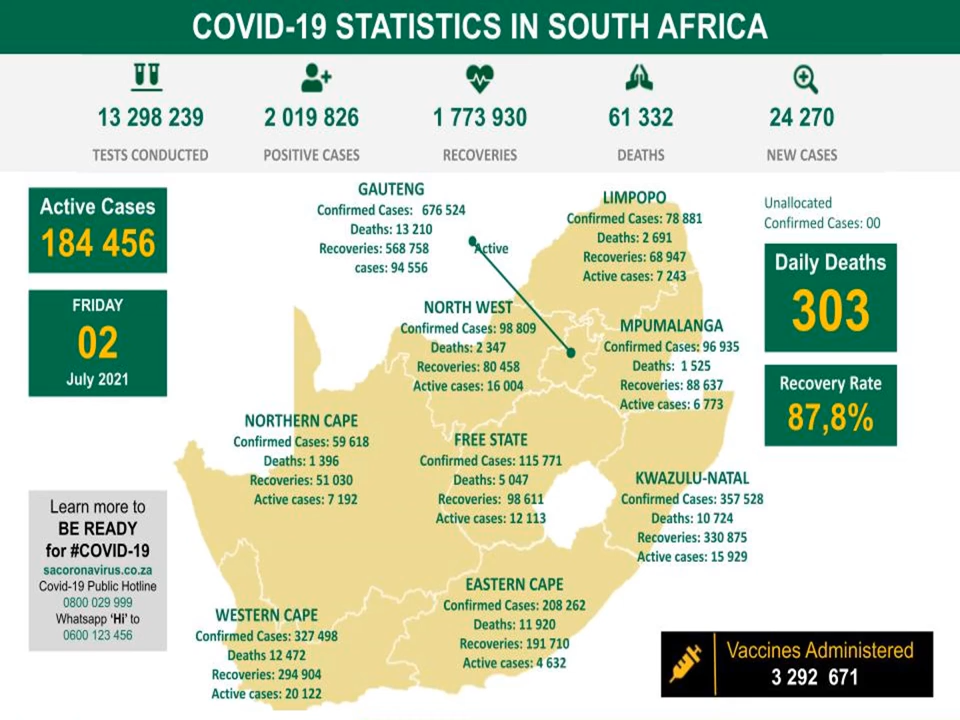 COVID-19 STATISTICS IN SOUTH AFRICA
13 298 239
TESTS CONDUCTED
2 019 826
POSITIVE CASES
1 773 930
RECOVERIES
61 332
DEATHS
24 270
NEW CASES
Active Cases
184 456
FRIDAY
02
July 2021
GAUTENG
Confirmed Cases: 676 524
Deaths: 13 210
Recoveries: 568 758
Active
cases: 94 556
LIMPOPO
Confirmed Cases: 78 881
Deaths: 2 691
Recoveries: 68 947
Active cases: 7 243
Unallocated
Confirmed Cases: 00
Daily Deaths
303
Recovery Rate
87,8%
NORTH WEST
Confirmed Cases: 98 809
Deaths: 2 347
Recoveries: 80 458
Active cases: 16 004
MPUMALANGA
Confirmed Cases: 96 935
Deaths: 1 525
Recoveries: 88 637
Active cases: 6 773
NORTHERN CAPE
Confirmed Cases: 59 618
Deaths: 1 396
Recoveries: 51 030
Active cases: 7 192
FREE STATE
Confirmed Cases: 115 771
Deaths: 5 047
Recoveries: 98 611
Active cases: 12 113
KWAZULU-NATAL
Confirmed Cases: 357 528
Deaths: 10 724
Recoveries: 330 875
Active cases: 15 929
Learn more to
BE READY
for #COVID-19
sacoronavirus.co.za
Covid-19 Public Hotline
0800 029 999
Whatsapp ‘Hi’ to
0600 123 456
WESTERN CAPE
Confirmed Cases: 327 498
Deaths 12 472
Recoveries: 294 904
Active cases: 20 122
EASTERN CAPE
Confirmed Cases: 208 262
Deaths: 11 920
Recoveries: 191 710
Active cases: 4 632
Vaccines Administered
3 292 671